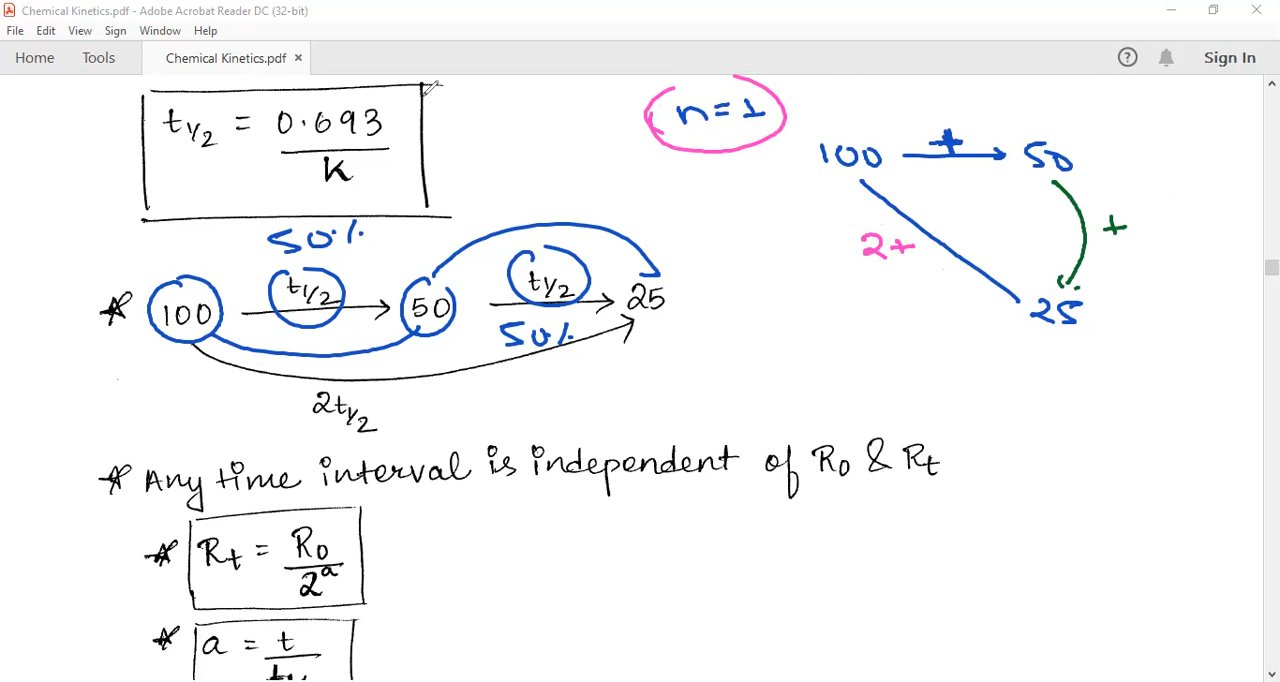 Chemical Kinetics.pdf - Adobe Acrobat Reader DC (32-bit)
File Edit View Sign Window Help
Home Tools Chemical Kinetics.pdf × Sign In
t1/2 = 0.693
K
n = 1
100 t 50
2t
t
25
50%
100 t1/2 50 t1/2 25
50%
2t1/2
* Any time interval is independent of R0 & Rt
* Rt = R0
2^a
* a = t